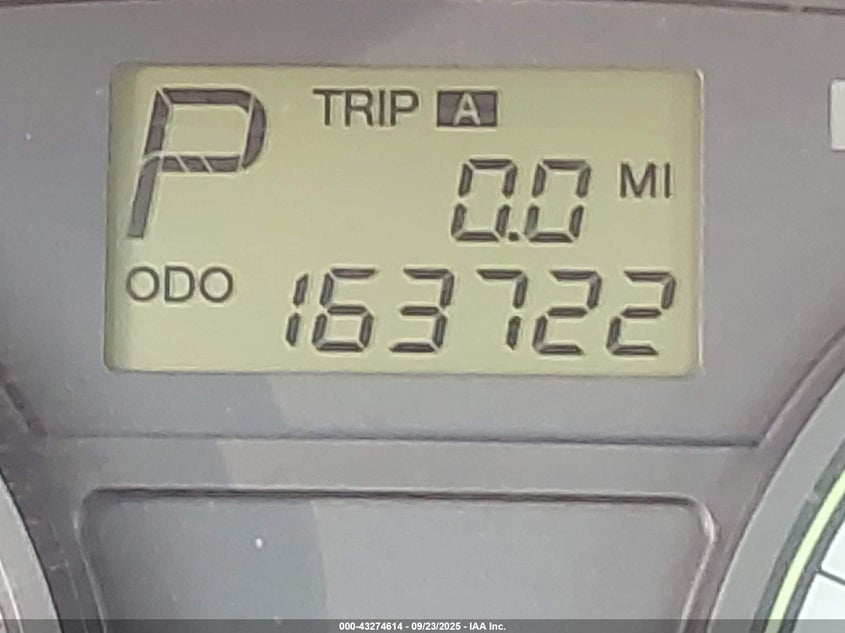 P
TRIP A
0.0 MI
ODO 163722
000-43274614 - 09/23/2025 - IAA Inc.